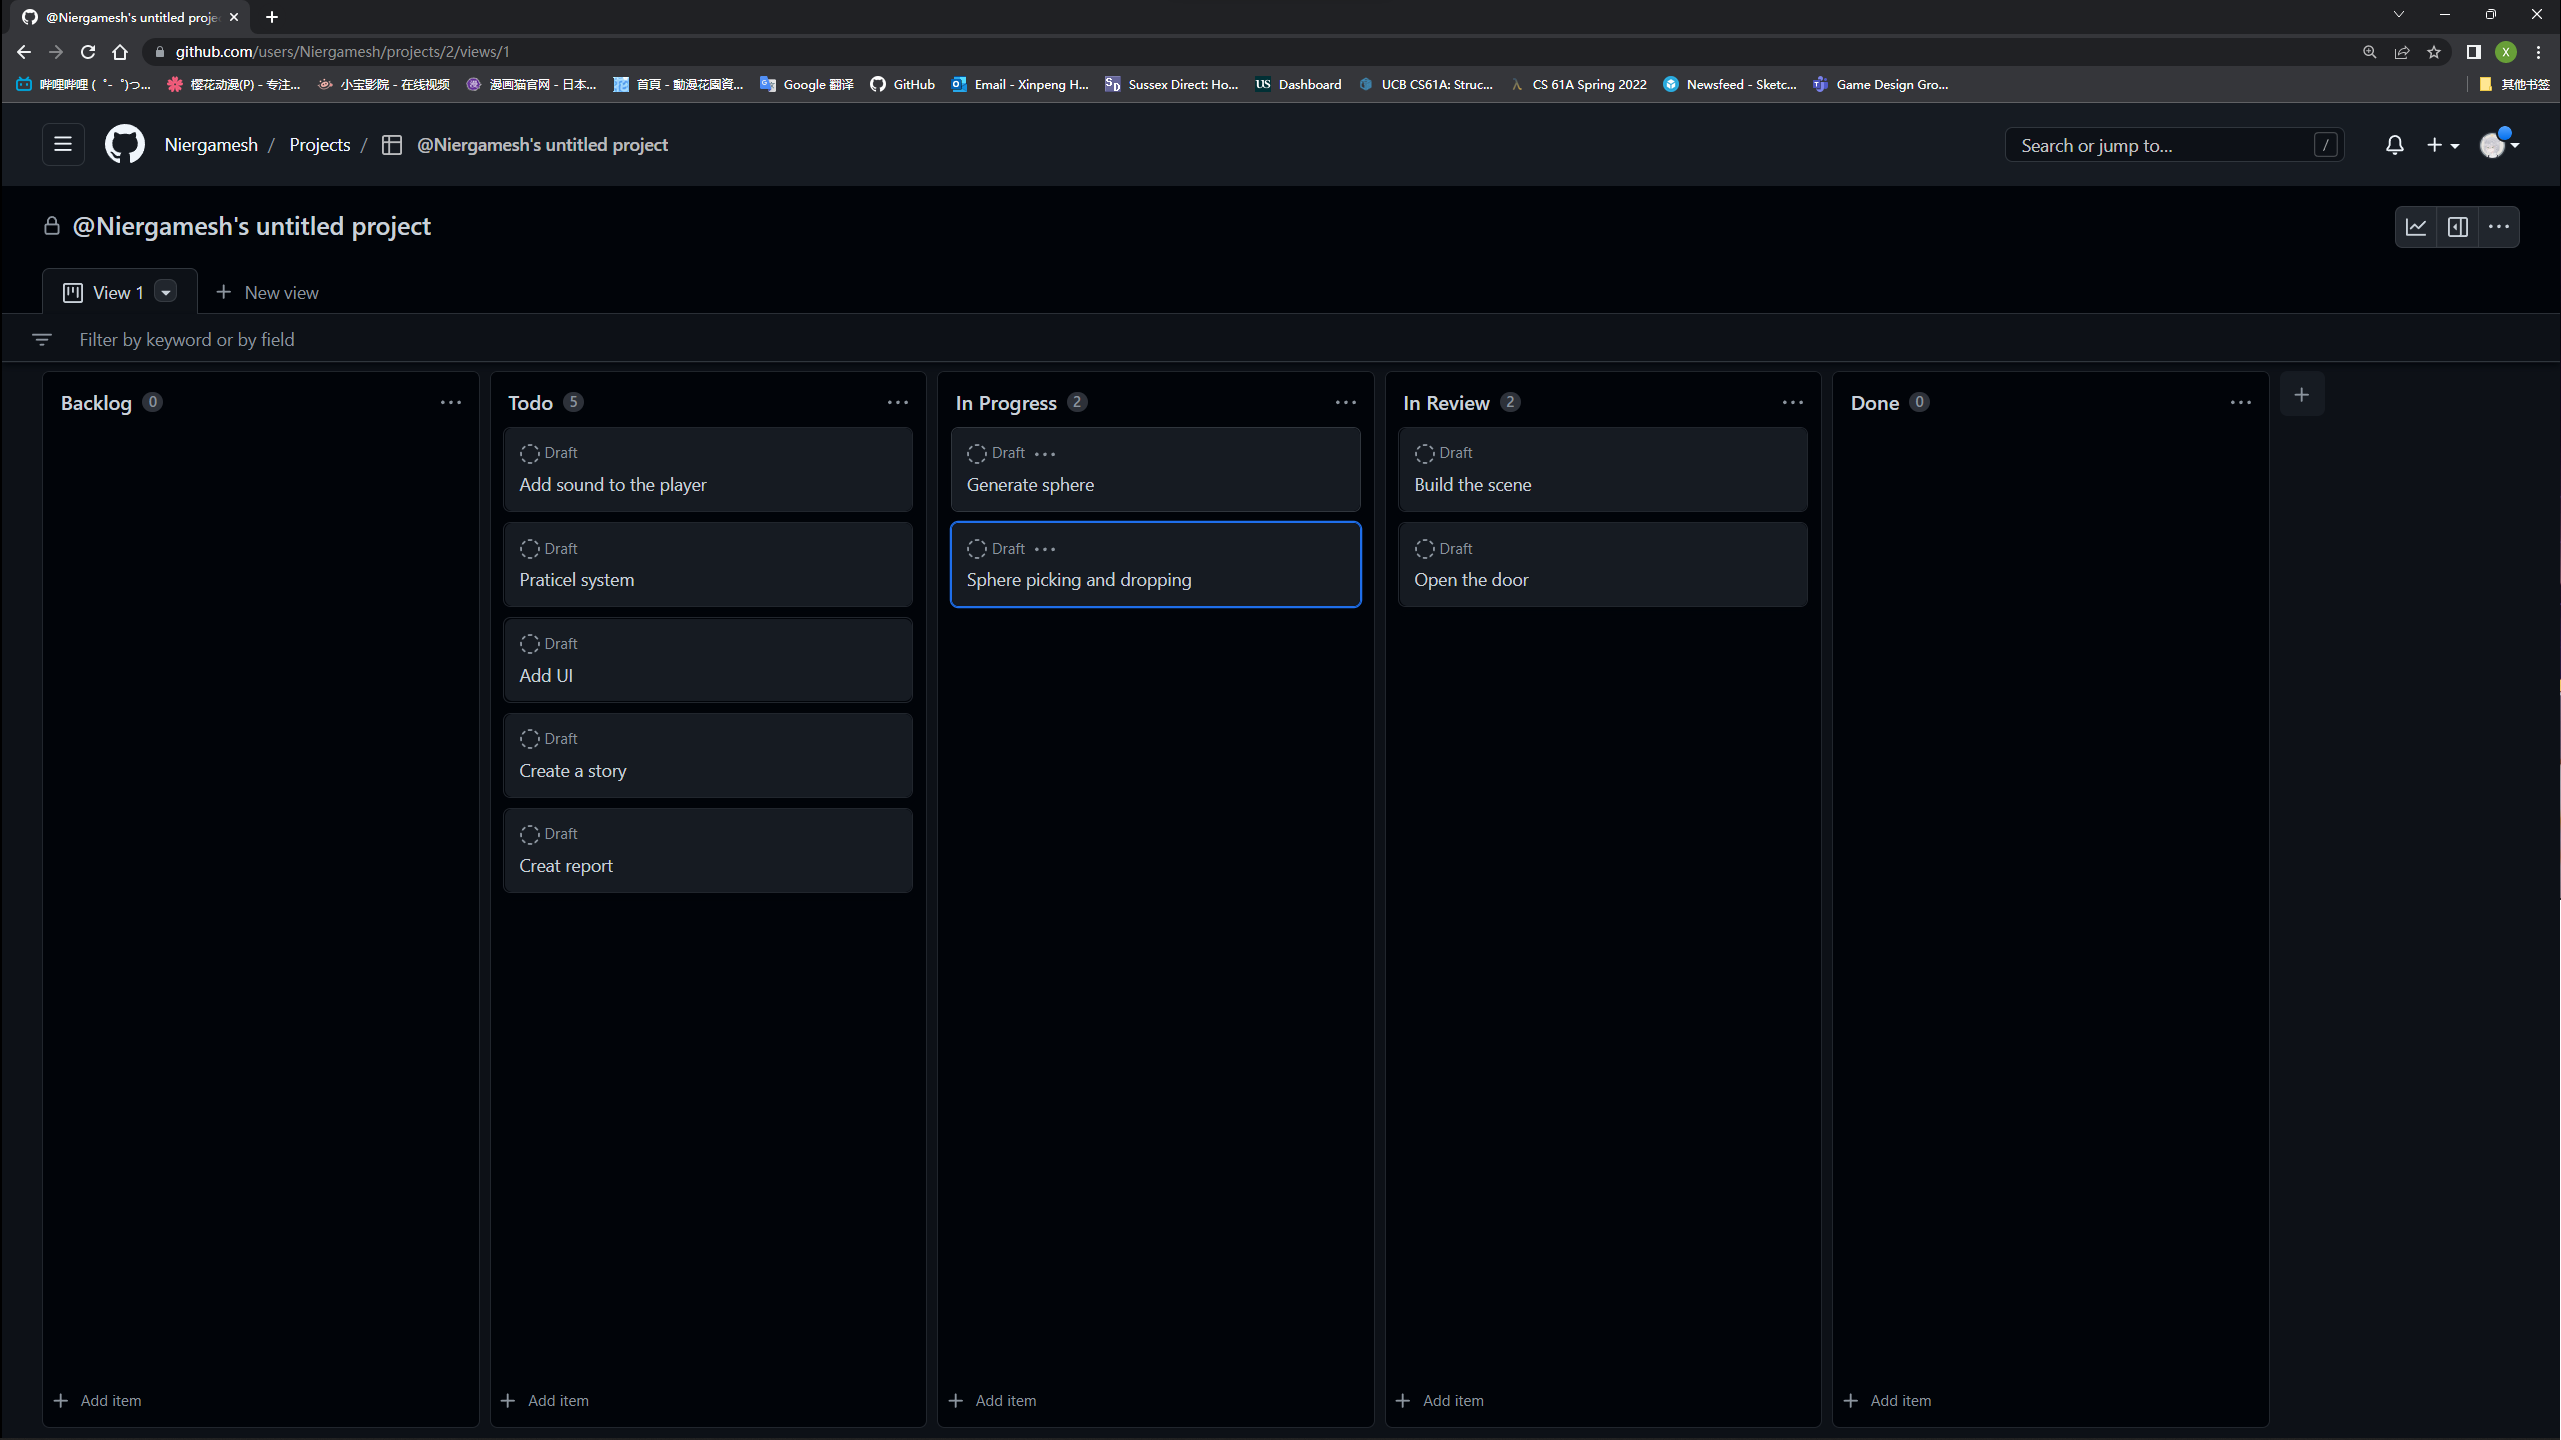 @Niergamesh's untitled proje
github.com/users/Niergamesh/projects/2/views/1
哔哩哔哩 (゜-゜)つ... 樱花动漫(P) - 专注... 小宝影院 - 在线视频 漫画猫官网 - 日本... 首頁 - 動漫花園資... Google 翻译 GitHub Email - Xinpeng H... Sussex Direct: Ho... Dashboard UCB CS61A: Struc... CS 61A Spring 2022 Newsfeed - Sketc... Game Design Gro... 其他书签
Niergamesh / Projects / @Niergamesh's untitled project
Search or jump to... /
@Niergamesh's untitled project
View 1
New view
Filter by keyword or by field
Backlog 0
Add item
Todo 5
Draft
Add sound to the player
Draft
Praticel system
Draft
Add UI
Draft
Create a story
Draft
Creat report
Add item
In Progress 2
Draft
Generate sphere
Draft
Sphere picking and dropping
Add item
In Review 2
Draft
Build the scene
Draft
Open the door
Add item
Done 0
Add item